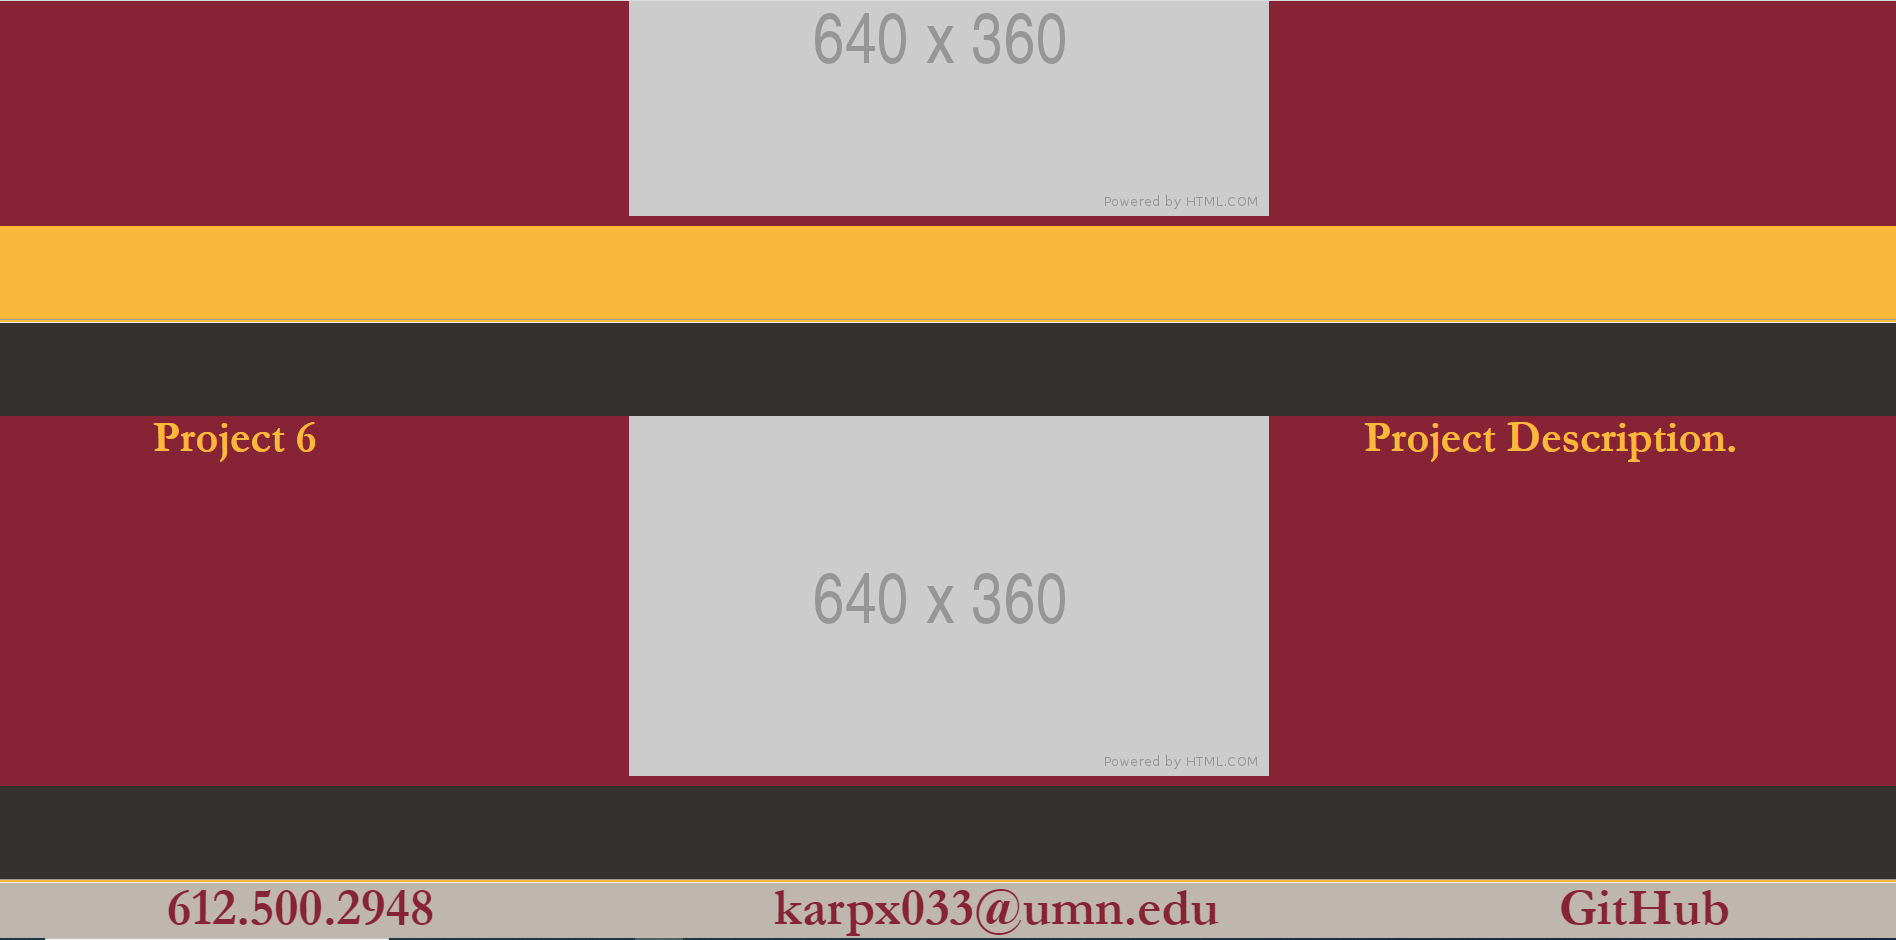 640 x 360
Powered by HTML.COM
Project 6
Project Description.
640 x 360
Powered by HTML.COM
612.500.2948
karpx033@umn.edu
GitHub